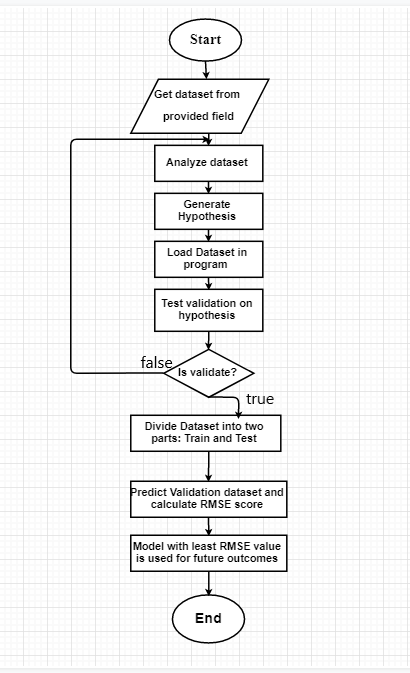 Start
Get dataset from
provided field
Analyze dataset
Generate
Hypothesis
Load Dataset in
program
Test validation on
hypothesis
false
Is validate?
true
Divide Dataset into two
parts: Train and Test
Predict Validation dataset and
calculate RMSE score
Model with least RMSE value
is used for future outcomes
End